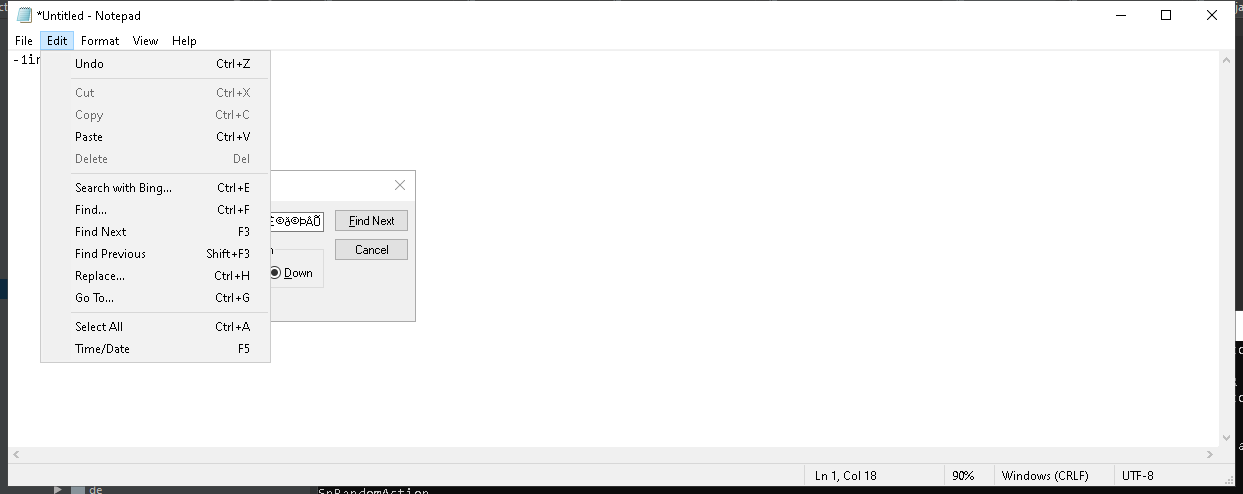 *Untitled - Notepad
File Edit Format View Help
Undo Ctrl+Z
Cut Ctrl+X
Copy Ctrl+C
Paste Ctrl+V
Delete Del
Search with Bing... Ctrl+E
Find... Ctrl+F
Find Next F3
Find Previous Shift+F3
Replace... Ctrl+H
Go To... Ctrl+G
Select All Ctrl+A
Time/Date F5
Find Next
Cancel
Down
Ln 1, Col 18 90% Windows (CRLF) UTF-8
de
SpRandomAction